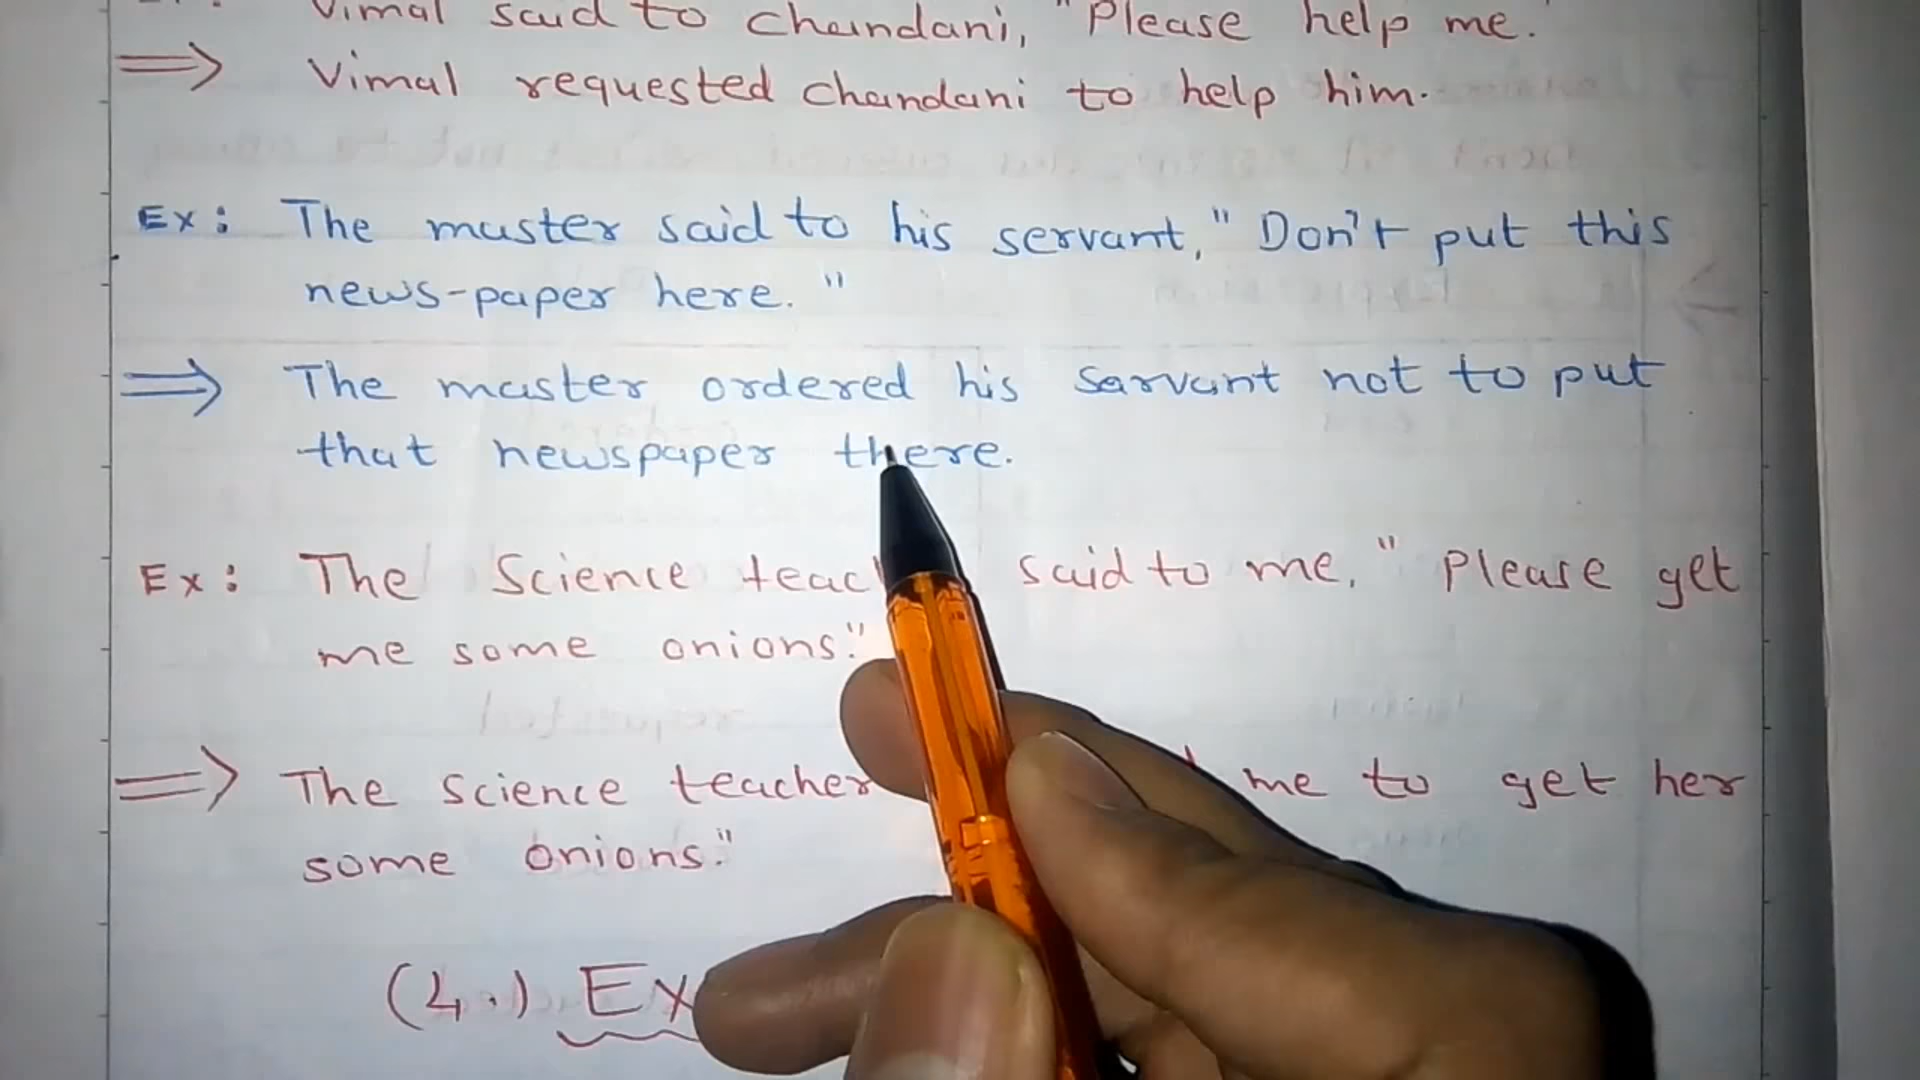 Vimal said to Chandani, "Please help me."
⇒ Vimal requested Chandani to help him.
Ex: The master said to his servant, "Don't put this
news-paper here."
⇒ The master ordered his sarvant not to put
that newspaper there.
Ex: The Science said to me, "Please get
me some onions."
⇒ The science teacher me to get her
some onions."
(4.)